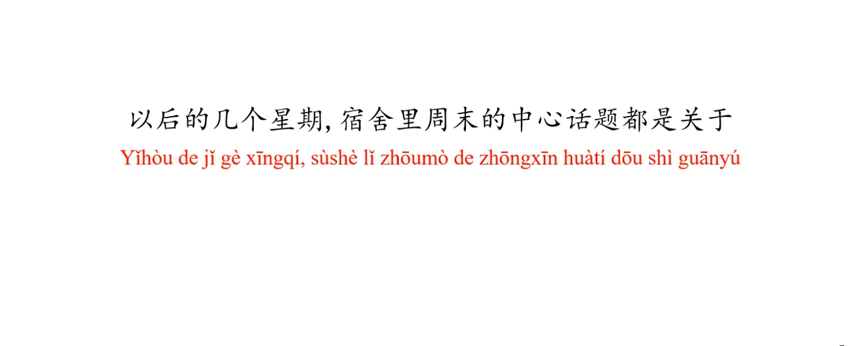 以后的几个星期,宿舍里周末的中心话题都是关于
Yǐhòu de jǐ gè xīngqí, sùshè lǐ zhōumò de zhōngxīn huàtí dōu shì guānyú